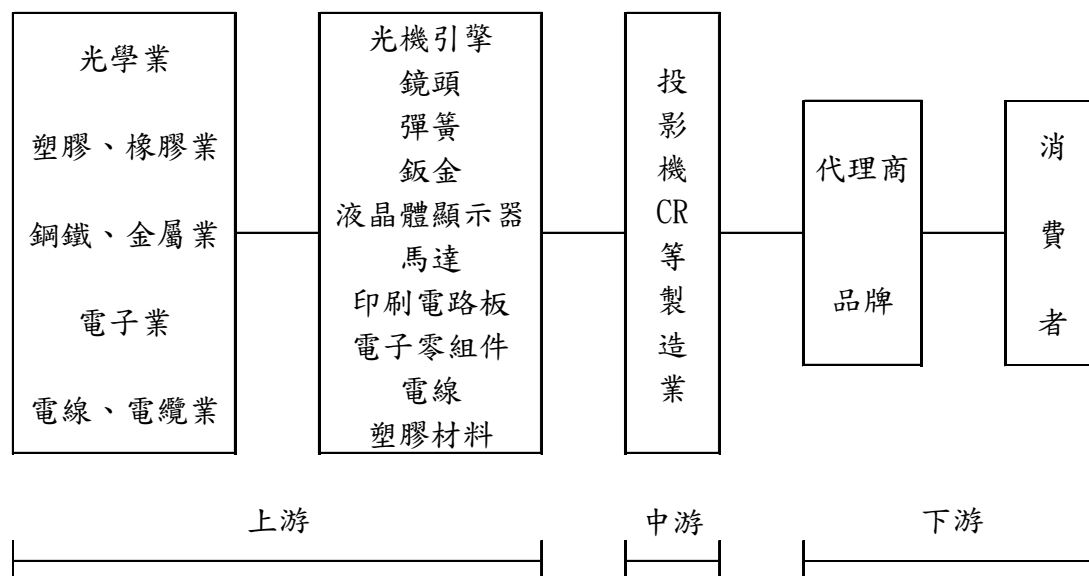 光學業
塑膠、橡膠業
鋼鐵、金屬業
電子業
電線、電纜業
光機引擎
鏡頭
彈簧
鈑金
液晶體顯示器
馬達
印刷電路板
電子零組件
電線
塑膠材料
投影機CR等製造業
代理商
品牌
消費者
上游
中游
下游